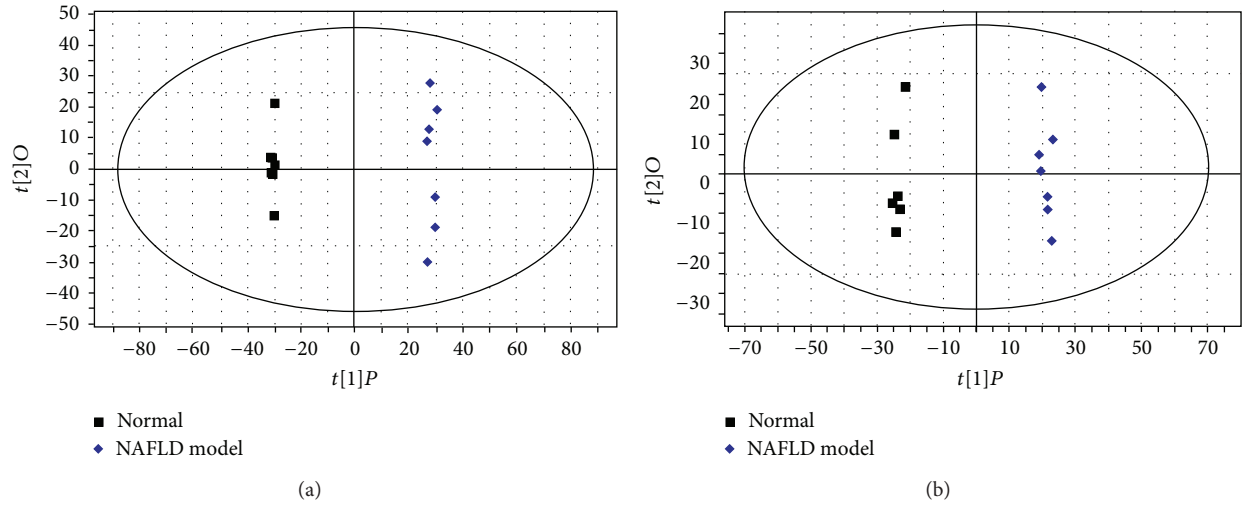 50
40
30
20
10
0
−10
−20
−30
−40
−50
t[2]O
−80 −60 −40 −20 0 20 40 60 80
t[1]P
Normal
NAFLD model
(a)
30
20
10
0
−10
−20
−30
t[2]O
−70 −50 −30 −10 10 30 50 70
t[1]P
Normal
NAFLD model
(b)